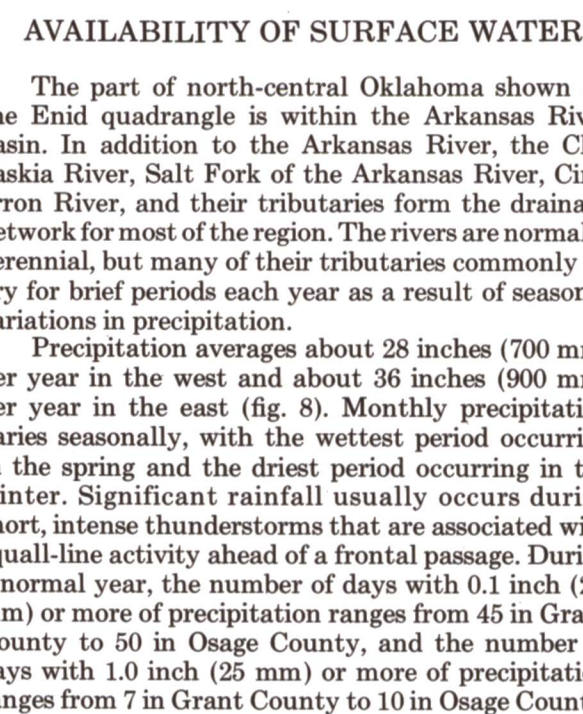 AVAILABILITY OF SURFACE WATER
The part of north-central Oklahoma shown
he Enid quadrangle is within the Arkansas Riv
asin. In addition to the Arkansas River, the Ch
askia River, Salt Fork of the Arkansas River, Cim
rron River, and their tributaries form the draina
etwork for most of the region. The rivers are normal
erennial, but many of their tributaries commonly
ry for brief periods each year as a result of season
ariations in precipitation.
Precipitation averages about 28 inches (700 mm
er year in the west and about 36 inches (900 mm
er year in the east (fig. 8). Monthly precipitati
aries seasonally, with the wettest period occurri
the spring and the driest period occurring in t
inter. Significant rainfall usually occurs duri
hort, intense thunderstorms that are associated wi
quall-line activity ahead of a frontal passage. Duri
normal year, the number of days with 0.1 inch (2
m) or more of precipitation ranges from 45 in Gra
ounty to 50 in Osage County, and the number
ays with 1.0 inch (25 mm) or more of precipitati
anges from 7 in Grant County to 10 in Osage Count